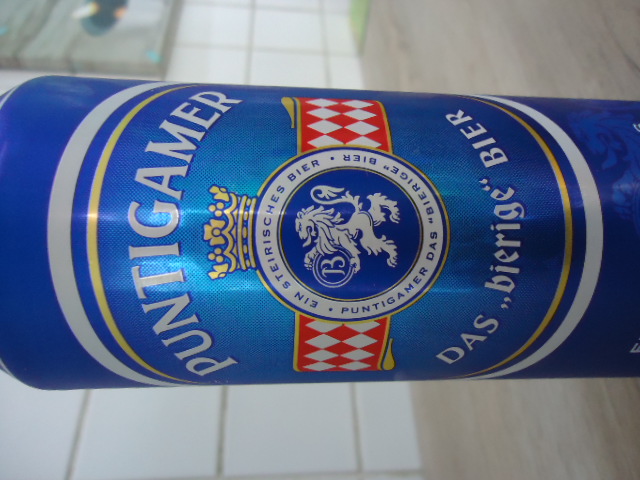 PUNTIGAMER
EIN STEIRISCHES BIER • PUNTIGAMER DAS „BIERIGE“ BIER •
B
DAS „bierige“ BIER